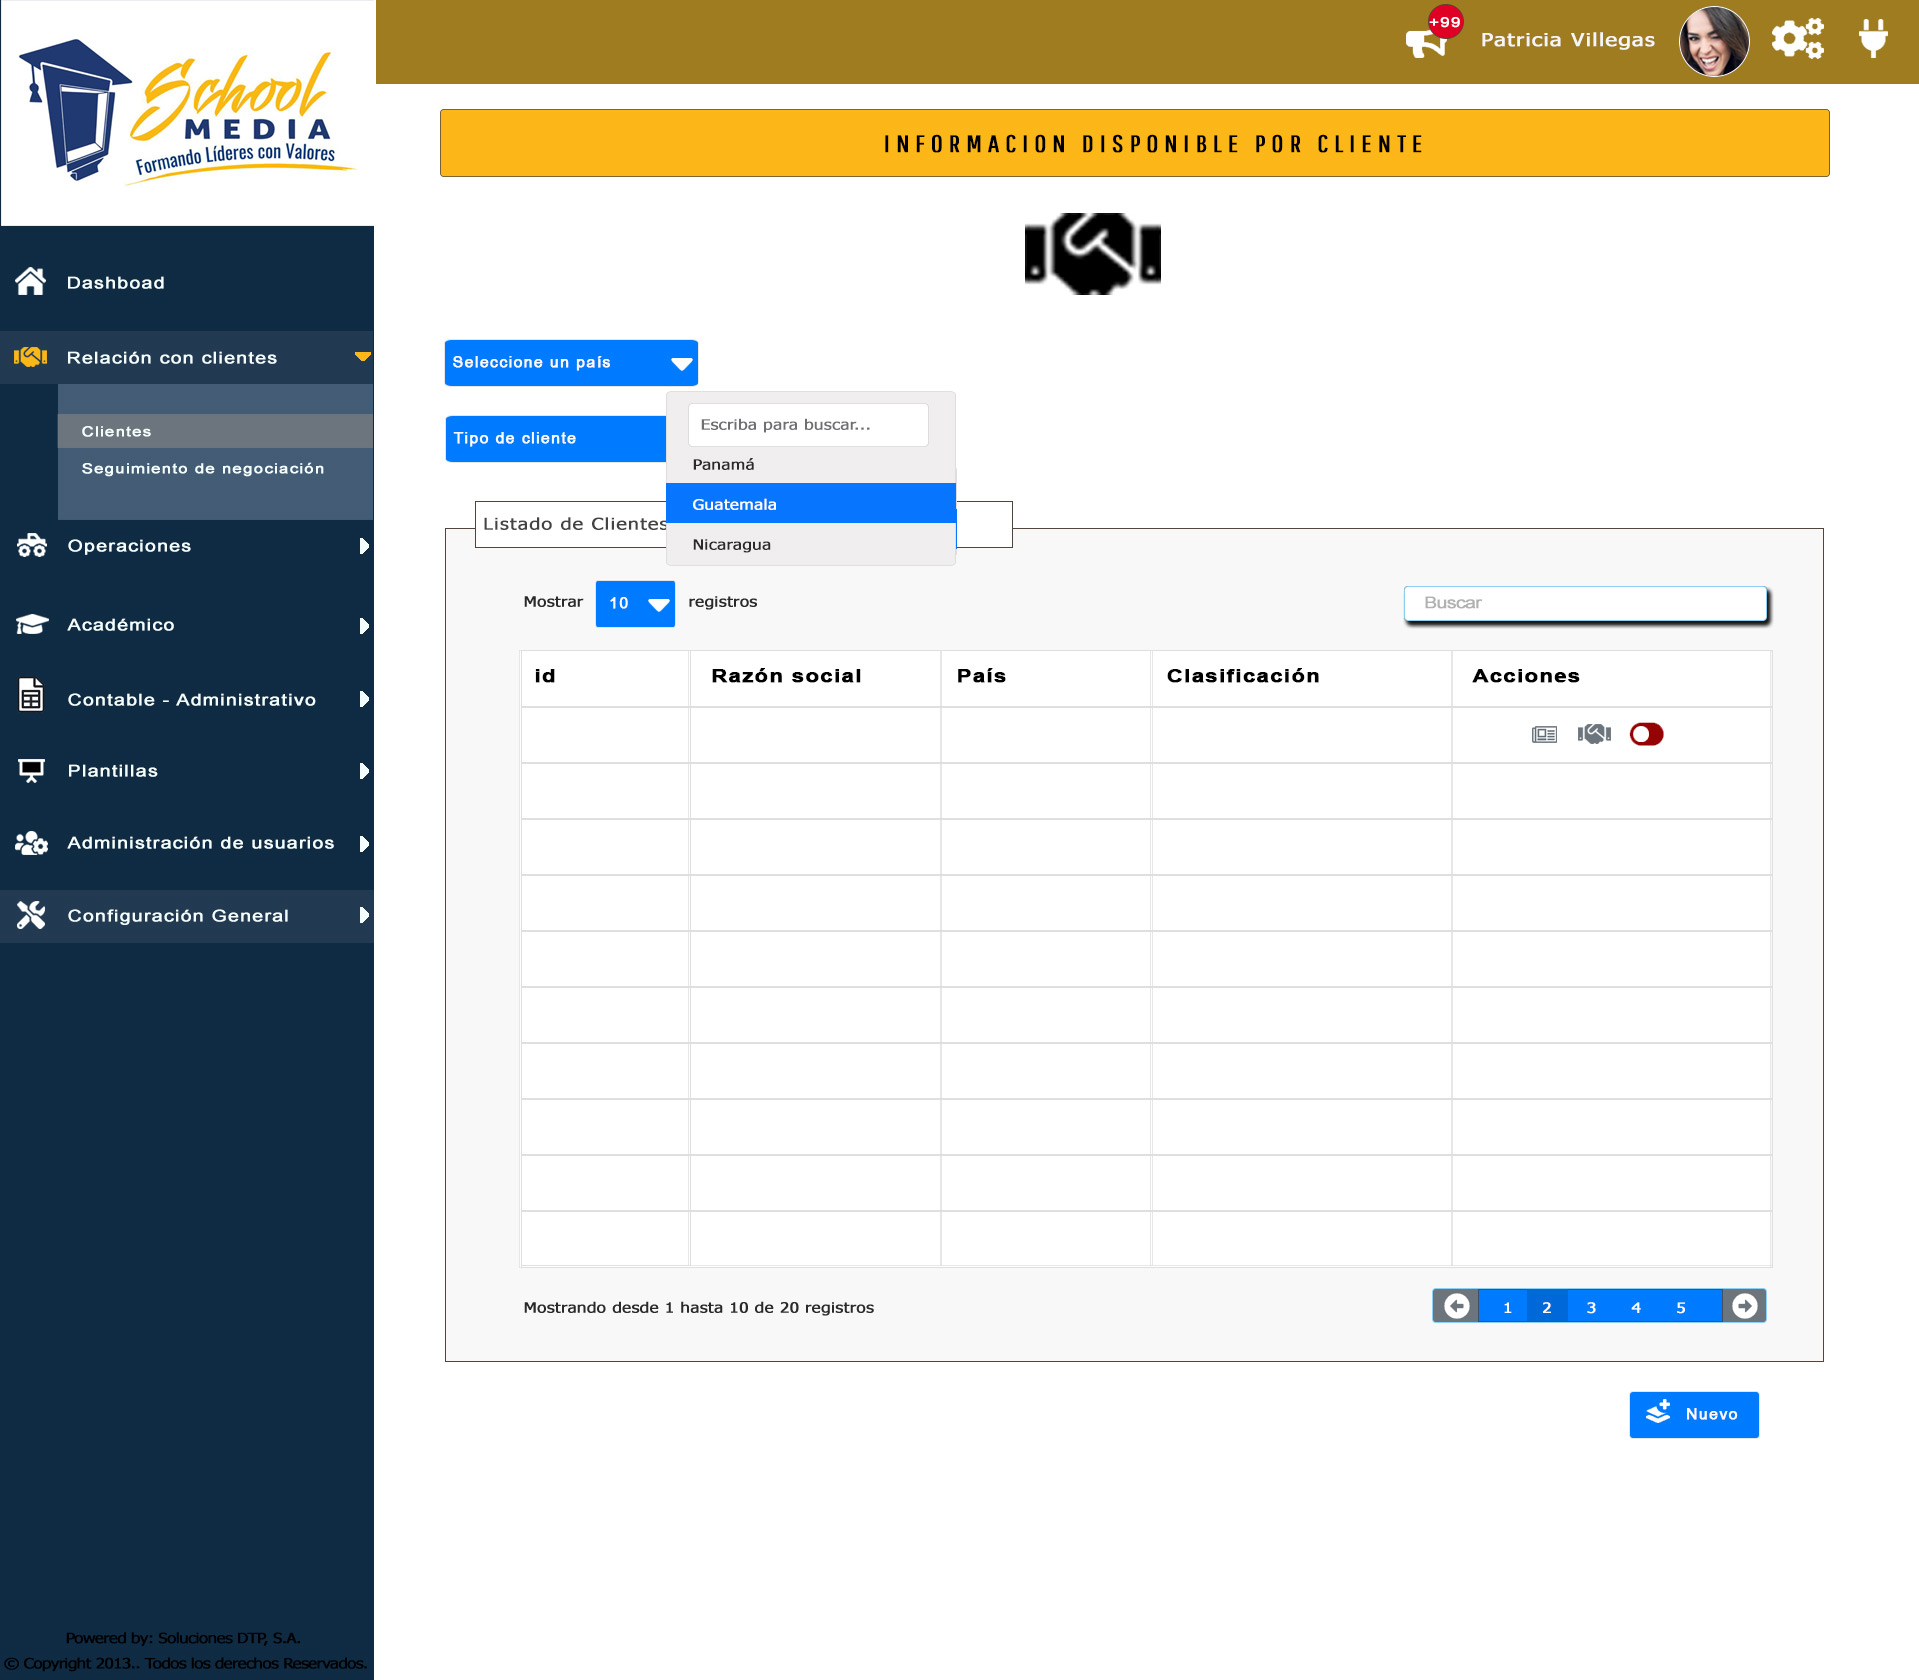 School
MEDIA
Formando Líderes con Valores
+99
Patricia Villegas
INFORMACION DISPONIBLE POR CLIENTE
Dashboad
Relación con clientes
Clientes
Seguimiento de negociación
Operaciones
Académico
Contable - Administrativo
Plantillas
Administración de usuarios
Configuración General
Seleccione un país
Escriba para buscar...
Panamá
Guatemala
Nicaragua
Tipo de cliente
Listado de Clientes
Mostrar 10 registros
Buscar
id Razón social País Clasificación Acciones
Mostrando desde 1 hasta 10 de 20 registros
1 2 3 4 5
Nuevo
Powered by: Soluciones DTP, S.A.
© Copyright 2013.. Todos los derechos Reservados.